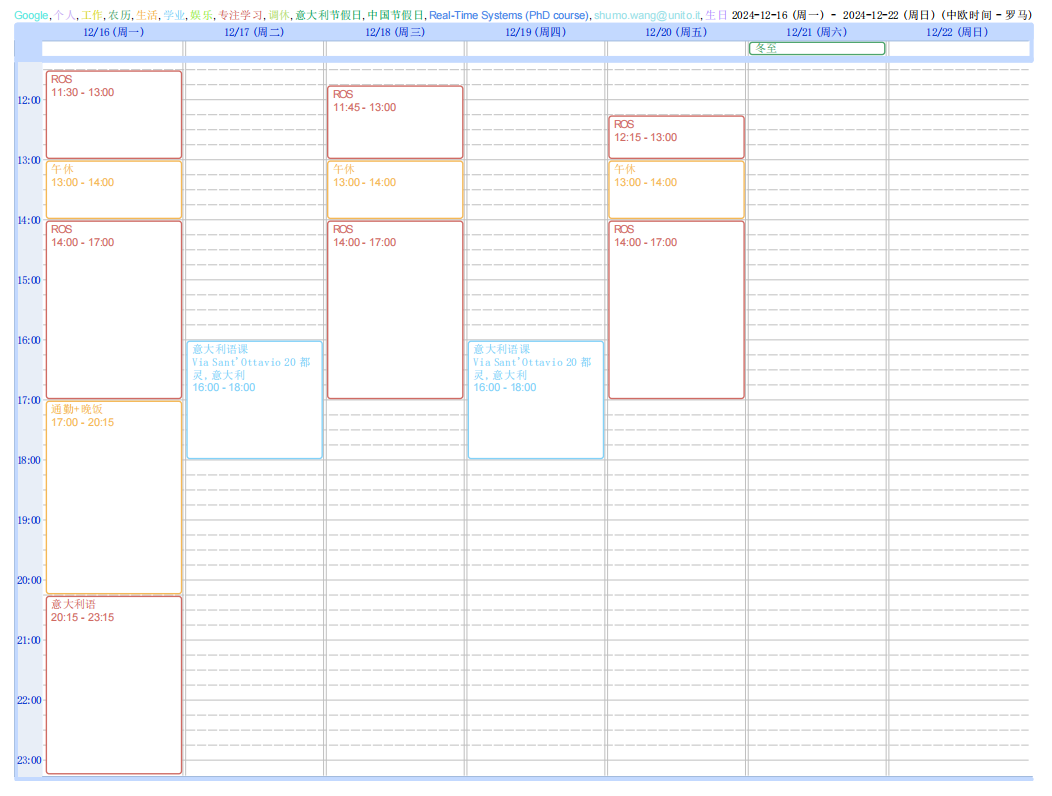 Google, 个人, 工作, 农历, 生活, 学业, 娱乐, 专注学习, 调休, 意大利节假日, 中国节假日, Real-Time Systems (PhD course), shumo.wang@unito.it, 生日 2024-12-16 (周一) - 2024-12-22 (周日) (中欧时间 - 罗马)
12/16 (周一)
12/17 (周二)
12/18 (周三)
12/19 (周四)
12/20 (周五)
12/21 (周六)
12/22 (周日)
冬至
ROS
11:30 - 13:00
ROS
11:45 - 13:00
ROS
12:15 - 13:00
12:00
13:00
午休
13:00 - 14:00
午休
13:00 - 14:00
午休
13:00 - 14:00
14:00
ROS
14:00 - 17:00
ROS
14:00 - 17:00
ROS
14:00 - 17:00
15:00
16:00
意大利语课
Via Sant'Ottavio 20 都
灵, 意大利
16:00 - 18:00
意大利语课
Via Sant'Ottavio 20 都
灵, 意大利
16:00 - 18:00
17:00
通勤+晚饭
17:00 - 20:15
18:00
19:00
20:00
意大利语
20:15 - 23:15
21:00
22:00
23:00